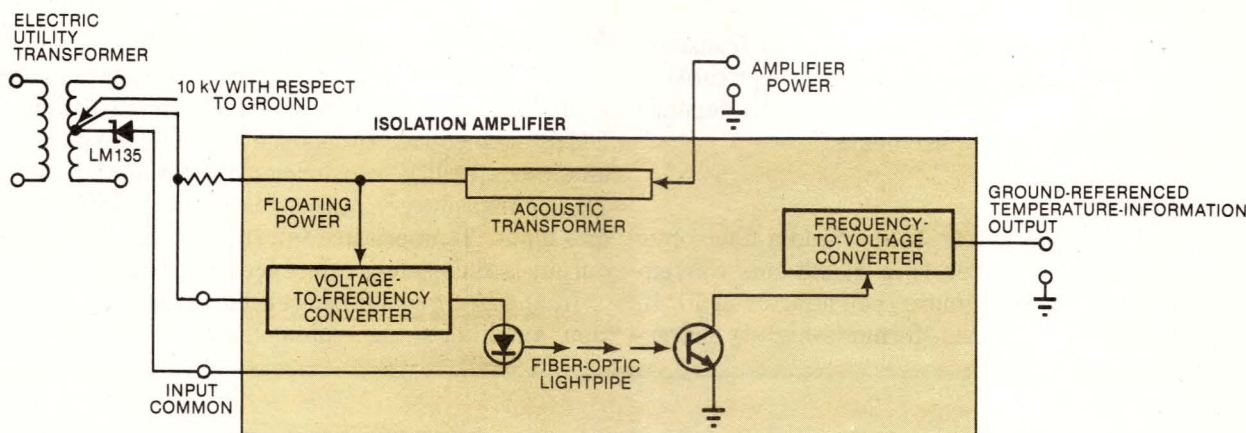 ELECTRIC
UTILITY
TRANSFORMER
10 kV WITH RESPECT
TO GROUND
LM135
ISOLATION AMPLIFIER
AMPLIFIER
POWER
FLOATING
POWER
ACOUSTIC
TRANSFORMER
VOLTAGE-
TO-FREQUENCY
CONVERTER
INPUT
COMMON
FIBER-OPTIC
LIGHTPIPE
FREQUENCY-
TO-VOLTAGE
CONVERTER
GROUND-REFERENCED
TEMPERATURE-INFORMATION
OUTPUT